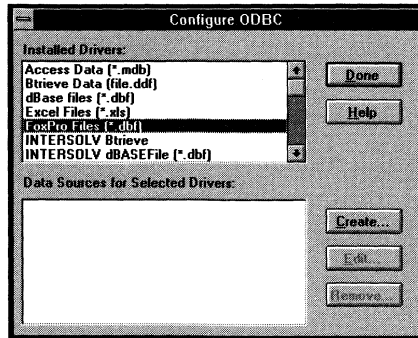 Configure ODBC
Installed Drivers:
Access Data (*.mdb)
Btrieve Data (file.ddf)
dBase files (*.dbf)
Excel Files (*.xls)
FoxPro Files (*.dbf)
INTERSOLV Btrieve
INTERSOLV dBASEFile (*.dbf)
Done
Help
Data Sources for Selected Drivers:
Create...
Edit...
Remove...